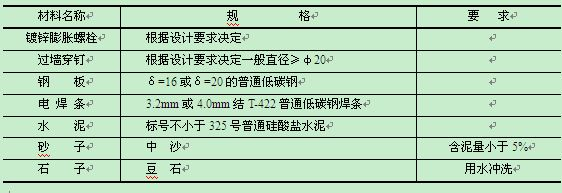 材料名称 规 格 要 求
镀锌膨胀螺栓 根据设计要求决定
过墙穿钉 根据设计要求决定一般直径≥φ20
钢 板 δ=16或δ=20的普通低碳钢
电 焊 条 3.2mm或4.0mm结T-422普通低碳钢焊条
水 泥 标号不小于325号普通硅酸盐水泥
砂 子 中 沙 含泥量小于5%
石 子 豆 石 用水冲洗